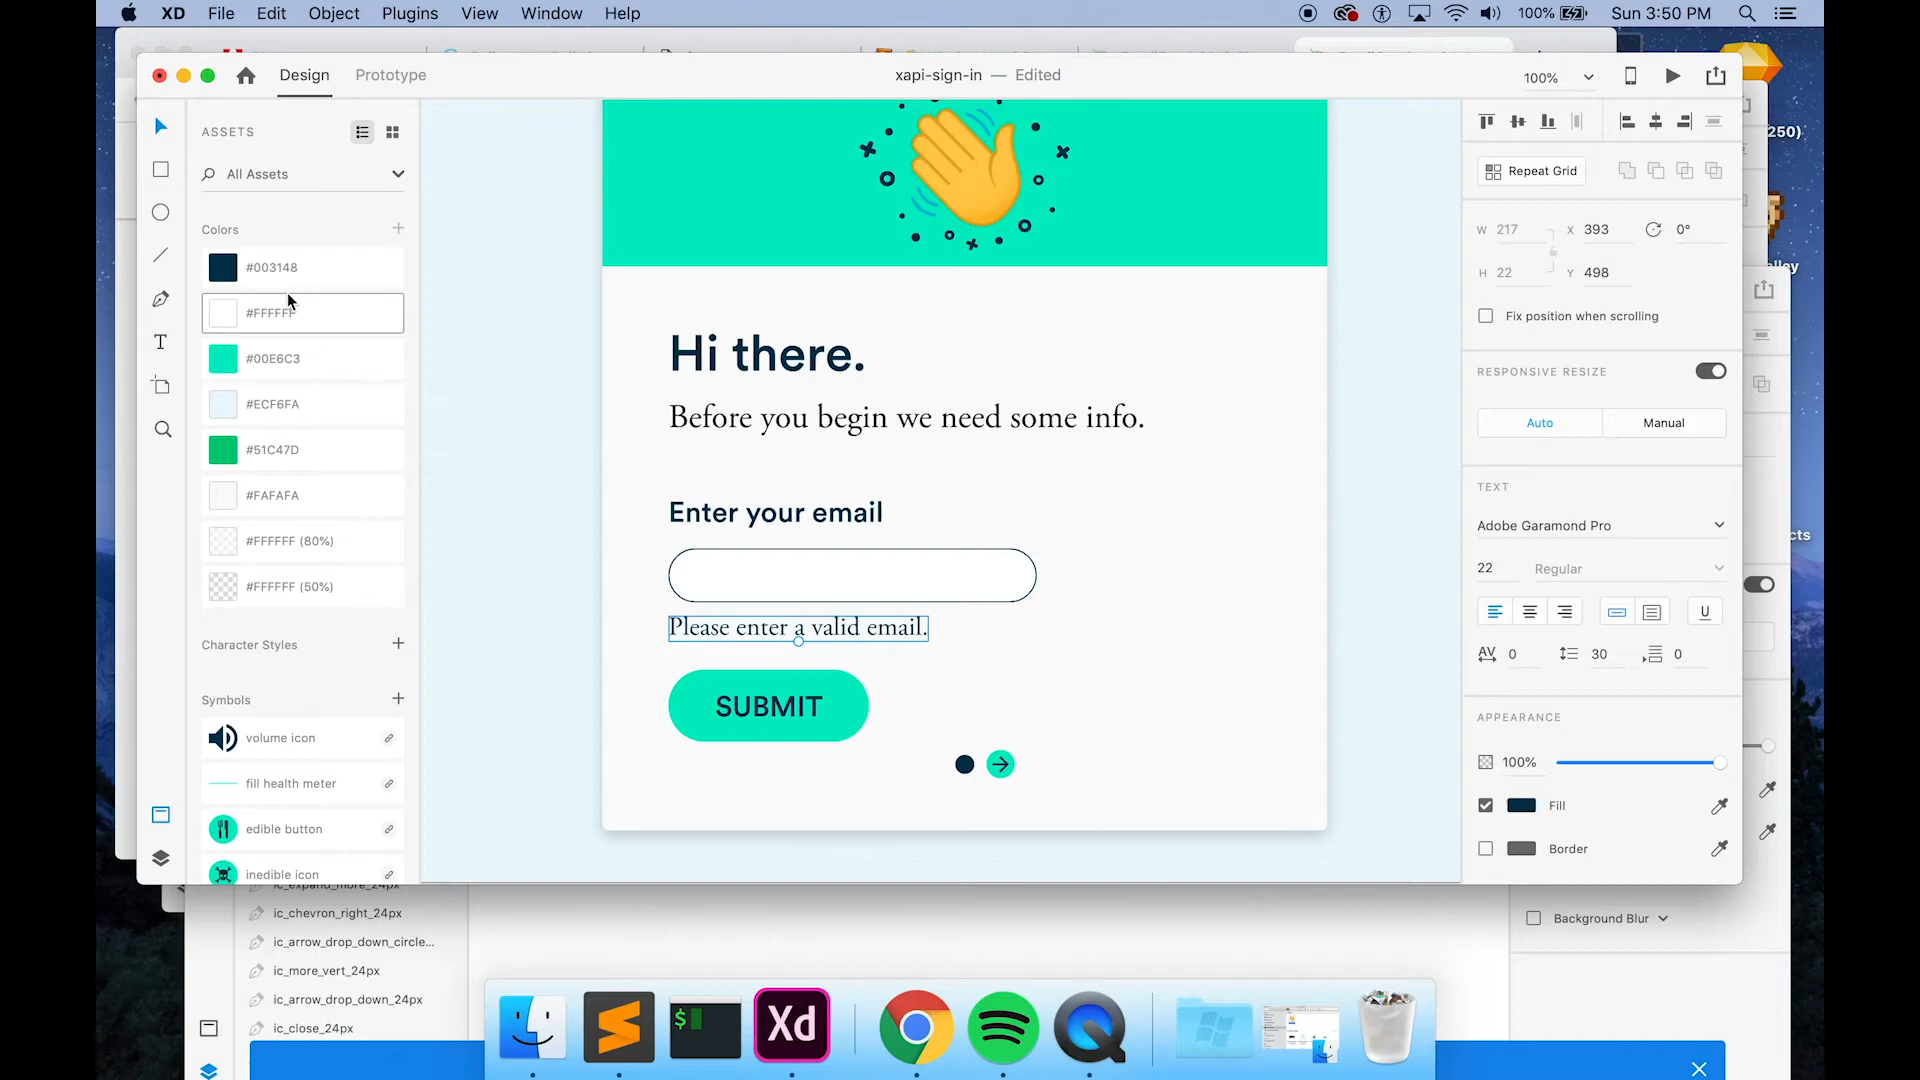 XD File Edit Object Plugins View Window Help 100% Sun 3:50 PM
Design Prototype xapi-sign-in — Edited 100%
ASSETS
All Assets
Colors
#003148
#FFFFFF
#00E6C3
#ECF6FA
#51C47D
#FAFAFA
#FFFFFF (80%)
#FFFFFF (50%)
Character Styles
Symbols
volume icon
fill health meter
edible button
inedible icon
Hi there.
Before you begin we need some info.
Enter your email
Please enter a valid email.
SUBMIT
Repeat Grid
W 217 X 393 0°
H 22 Y 498
Fix position when scrolling
RESPONSIVE RESIZE
Auto Manual
TEXT
Adobe Garamond Pro
22 Regular
U
AV 0 30 0
APPEARANCE
100%
Fill
Border
250)
lley
cts
ic_expand_more_24px
ic_chevron_right_24px
ic_arrow_drop_down_circle...
ic_more_vert_24px
ic_arrow_drop_down_24px
ic_close_24px
Background Blur
$
Xd